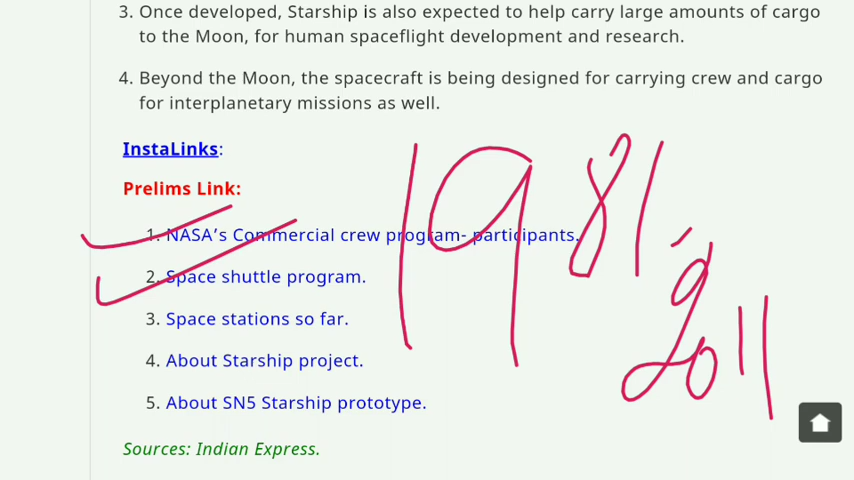 3. Once developed, Starship is also expected to help carry large amounts of cargo
to the Moon, for human spaceflight development and research.
4. Beyond the Moon, the spacecraft is being designed for carrying crew and cargo
for interplanetary missions as well.
InstaLinks:
Prelims Link:
1. NASA's Commercial crew program- participants.
2. Space shuttle program.
3. Space stations so far.
4. About Starship project.
5. About SN5 Starship prototype.
Sources: Indian Express.
1981
2011